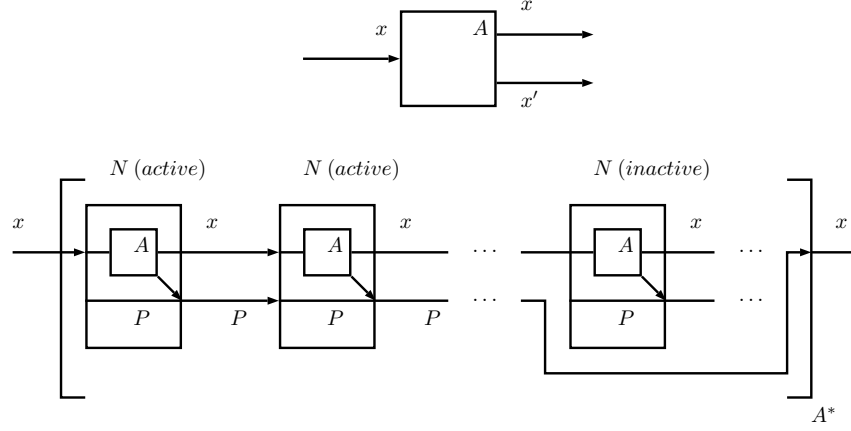 x
x A
x′
N (active) N (active) N (inactive)
x x x x x
A A ... A ...
... ...
P P P P P
A*